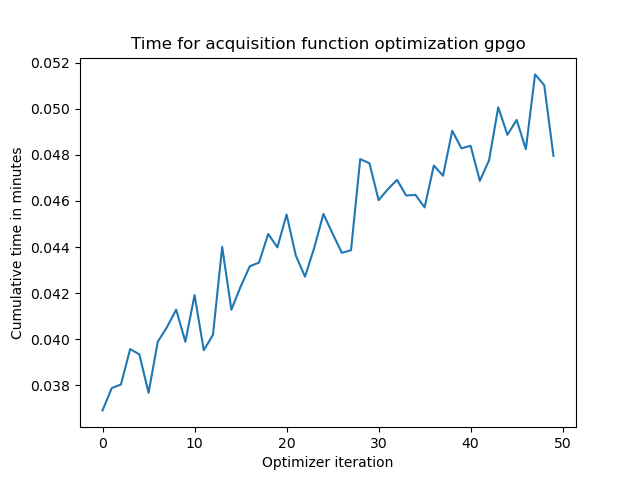 Time for acquisition function optimization gpgo
0.052
0.050
0.048
0.046
0.044
0.042
0.040
0.038
Cumulative time in minutes
0 10 20 30 40 50
Optimizer iteration